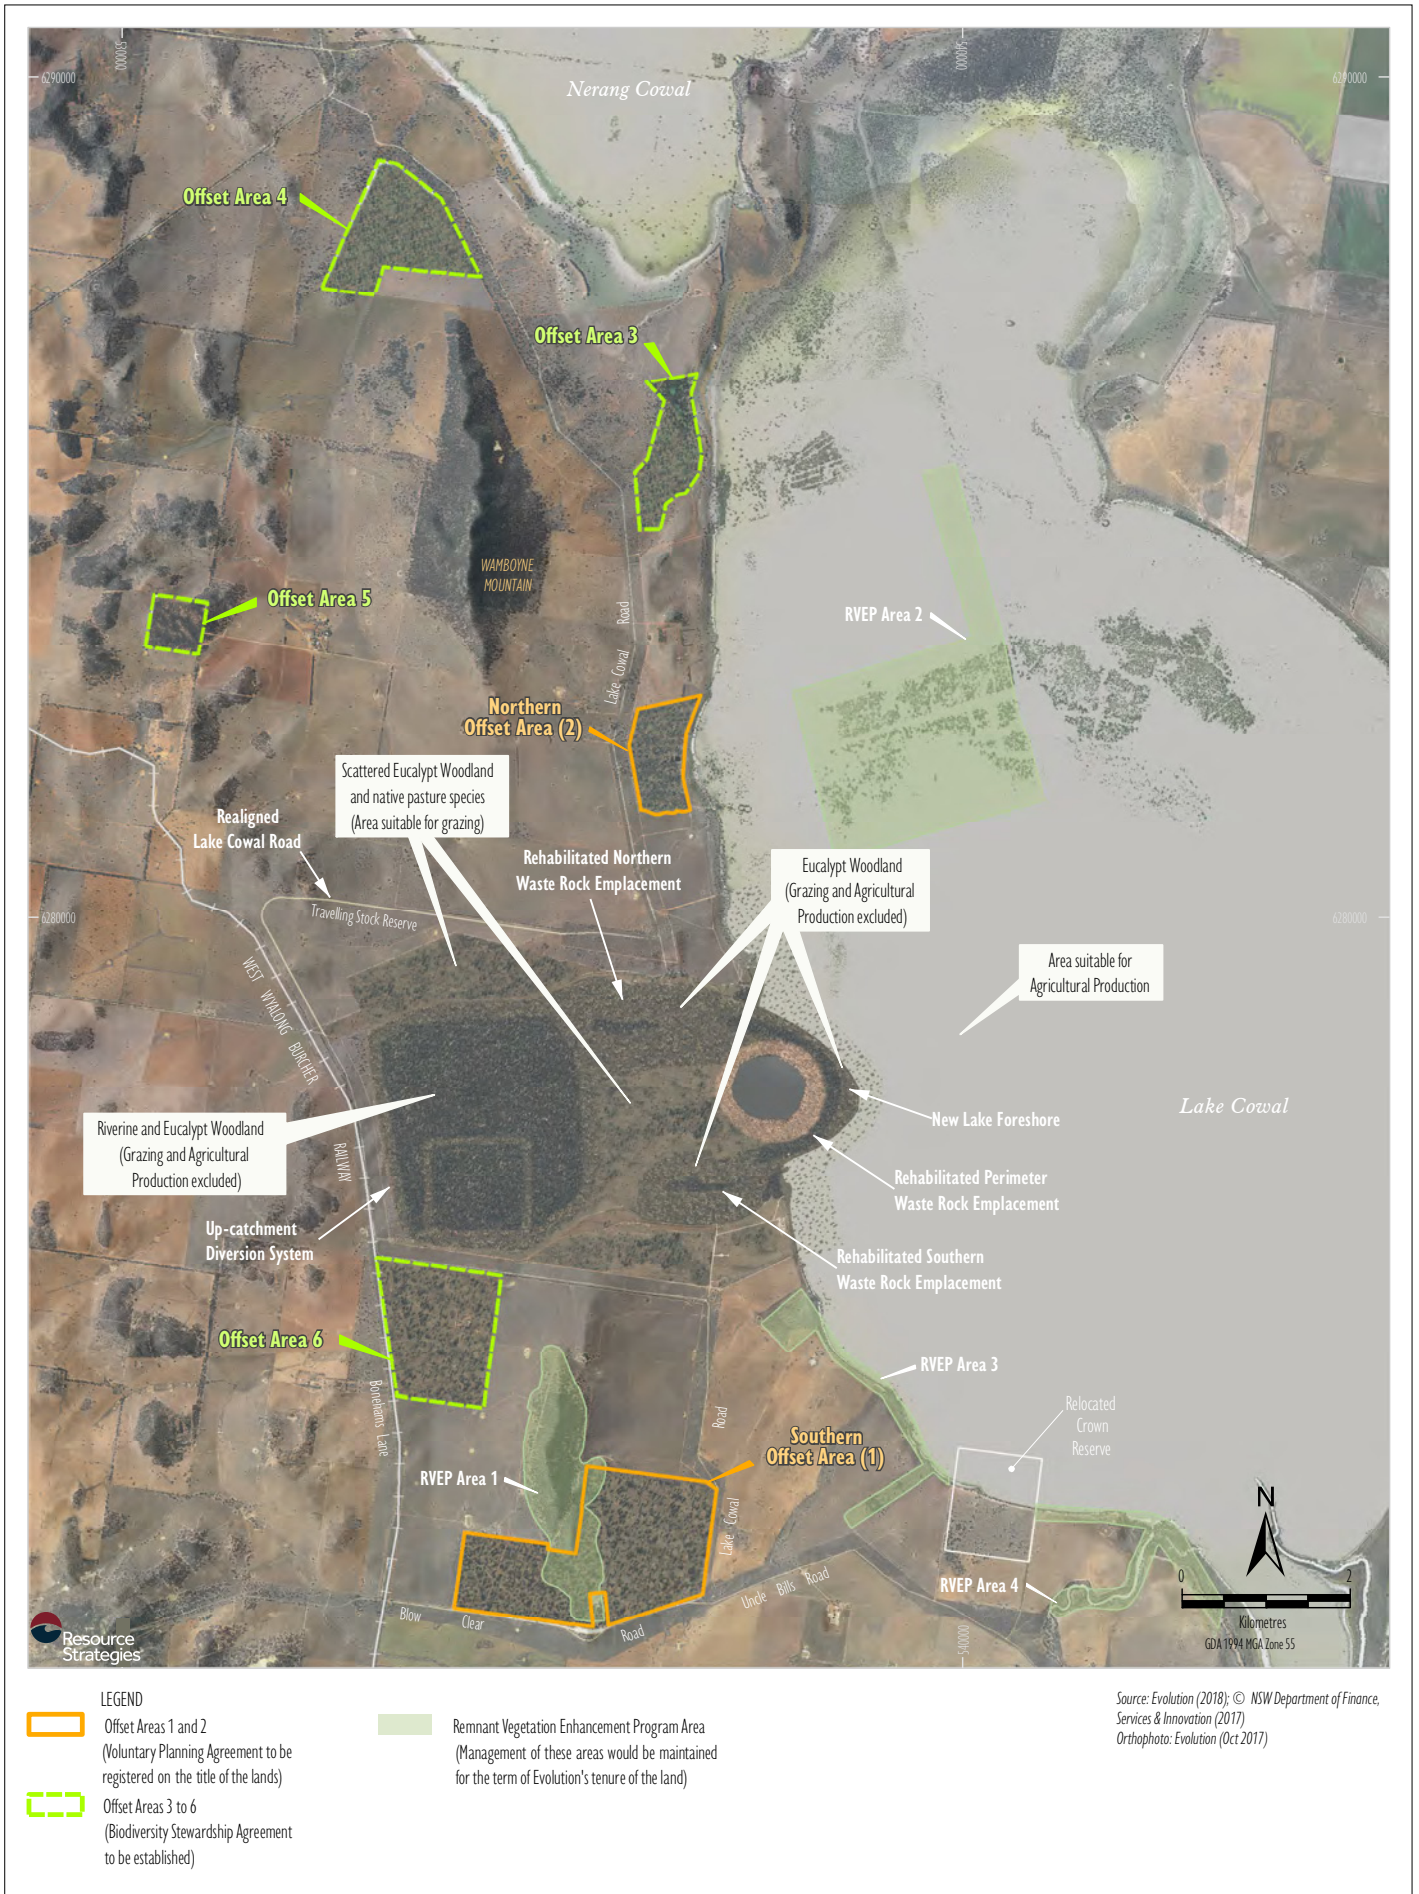 530000
540000
6290000
6290000
Nerang Cowal
Offset Area 4
Offset Area 3
WAMBOYNE
MOUNTAIN
Offset Area 5
Lake Cowal Road
RVEP Area 2
Northern
Offset Area (2)
Scattered Eucalypt Woodland
and native pasture species
(Area suitable for grazing)
Realigned
Lake Cowal Road
Rehabilitated Northern
Waste Rock Emplacement
Eucalypt Woodland
(Grazing and Agricultural
Production excluded)
Travelling Stock Reserve
6280000
6280000
Area suitable for
Agricultural Production
WEST WYALONG BURCHER RAILWAY
Lake Cowal
New Lake Foreshore
Riverine and Eucalypt Woodland
(Grazing and Agricultural
Production excluded)
Rehabilitated Perimeter
Waste Rock Emplacement
Up-catchment
Diversion System
Rehabilitated Southern
Waste Rock Emplacement
Offset Area 6
RVEP Area 3
Bonehams Lane
Relocated
Crown
Reserve
Southern
Offset Area (1)
RVEP Area 1
Lake Cowal Road
Uncle Bills Road
RVEP Area 4
Blow Clear Road
540000
N
0 2
Kilometres
GDA 1994 MGA Zone 55
Resource
Strategies
LEGEND
Offset Areas 1 and 2
(Voluntary Planning Agreement to be
registered on the title of the lands)
Offset Areas 3 to 6
(Biodiversity Stewardship Agreement
to be established)
Remnant Vegetation Enhancement Program Area
(Management of these areas would be maintained
for the term of Evolution's tenure of the land)
Source: Evolution (2018); © NSW Department of Finance,
Services & Innovation (2017)
Orthophoto: Evolution (Oct 2017)